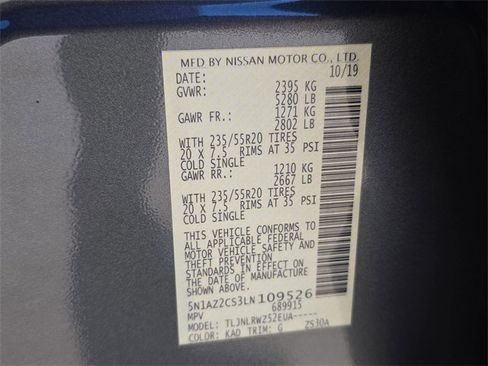 MFD BY NISSAN MOTOR CO., LTD.
DATE: 10/19
GVWR: 2395 KG
5280 LB
GAWR FR.: 1271 KG
2802 LB
WITH 235/55R20 TIRES
20 X 7.5 RIMS AT 35 PSI
COLD SINGLE
GAWR RR.: 1210 KG
2667 LB
WITH 235/55R20 TIRES
20 X 7.5 RIMS AT 35 PSI
COLD SINGLE
THIS VEHICLE CONFORMS TO
ALL APPLICABLE FEDERAL
MOTOR VEHICLE SAFETY AND
THEFT PREVENTION
STANDARDS IN EFFECT ON
THE DATE OF MANUFACTURE
5N1AZ2CS3LN109526
MPV 689915
MODEL: TLJNLRWZ52EUA-----
COLOR: KAD TRIM: G ZS30A